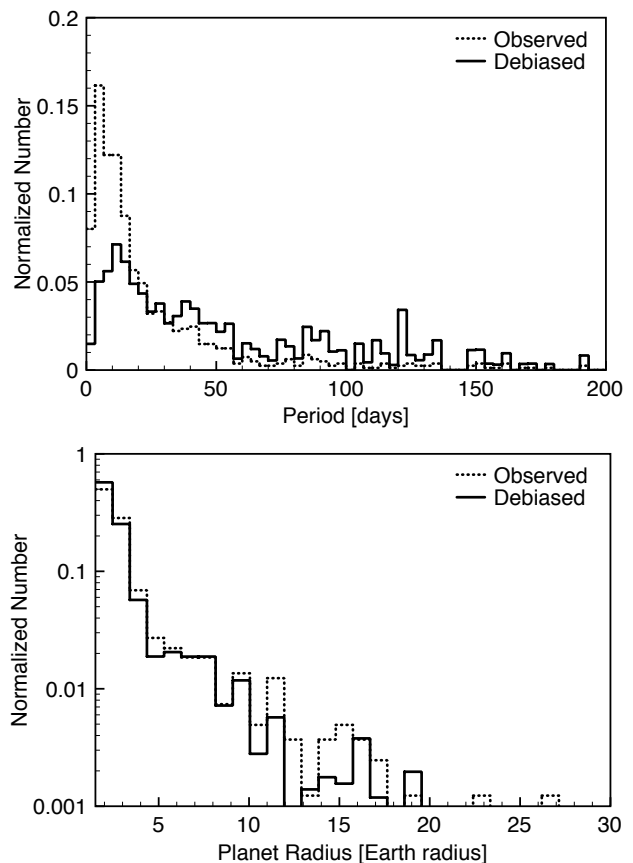 0.2
Observed
Debiased
0.15
Normalized Number
0.1
0.05
0
0 50 100 150 200
Period [days]
1
Observed
Debiased
Normalized Number
0.1
0.01
0.001
5 10 15 20 25 30
Planet Radius [Earth radius]